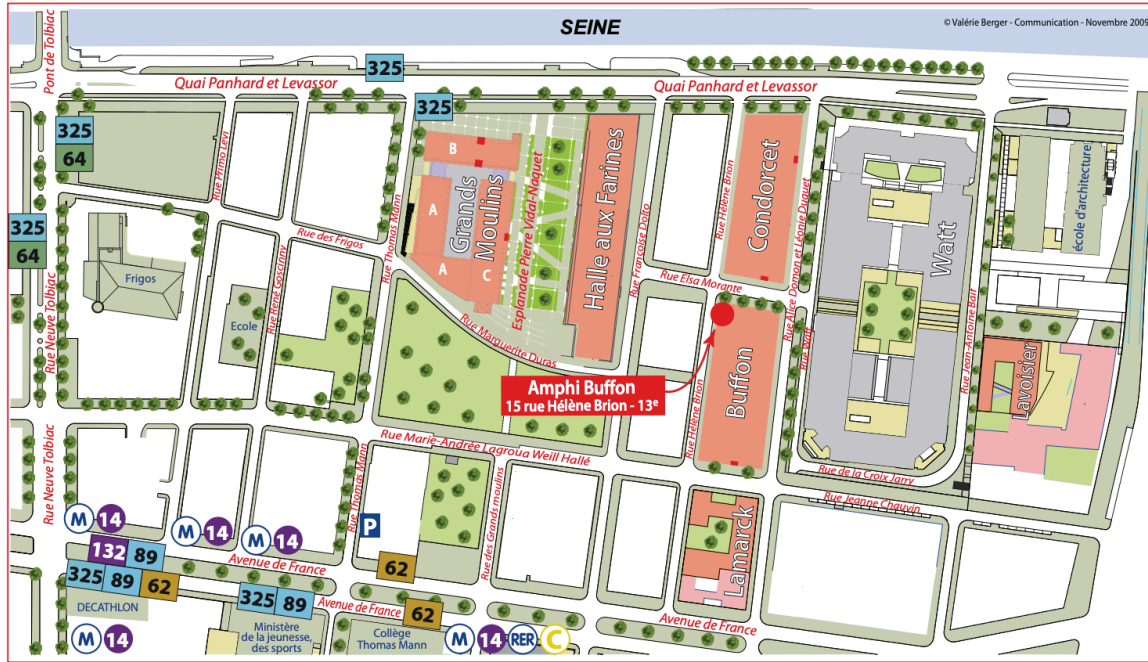 SEINE
© Valérie Berger - Communication - Novembre 2009
Pont de Tolbiac
325
Quai Panhard et Levassor
Quai Panhard et Levassor
325
325
64
325
64
Rue Neuve Tolbiac
Rue Neuve Tolbiac
Rue Primo Levi
Rue des Frigos
Rue René Goscinny
Rue Thomas Mann
Frigos
Ecole
B
A
A
C
Grands
Moulins
Esplanade Pierre Vidal-Naquet
Halle aux Farines
Rue Françoise Dolto
Rue Hélène Brion
Condorcet
Rue Elsa Morante
Rue Alice Domon et Léonie Duquet
Rue Watt
Watt
Rue Jean-Antoine Baïf
école d'architecture
Lavoisier
Rue Marguerite Duras
Amphi Buffon
15 rue Hélène Brion - 13e
Rue Hélène Brion
Buffon
Rue Marie-Andrée Lagroua Weill Hallé
Rue de la Croix Jarry
Rue Jeanne Chauvin
Rue Thomas Mann
Rue des Grands moulins
Lamarck
P
M 14
M 14
M 14
132 89
325 89 62
Avenue de France
62
325 89
Avenue de France
62
Avenue de France
DECATHLON
M 14
Ministère
de la jeunesse,
des sports
Collège
Thomas Mann
M 14 RER C